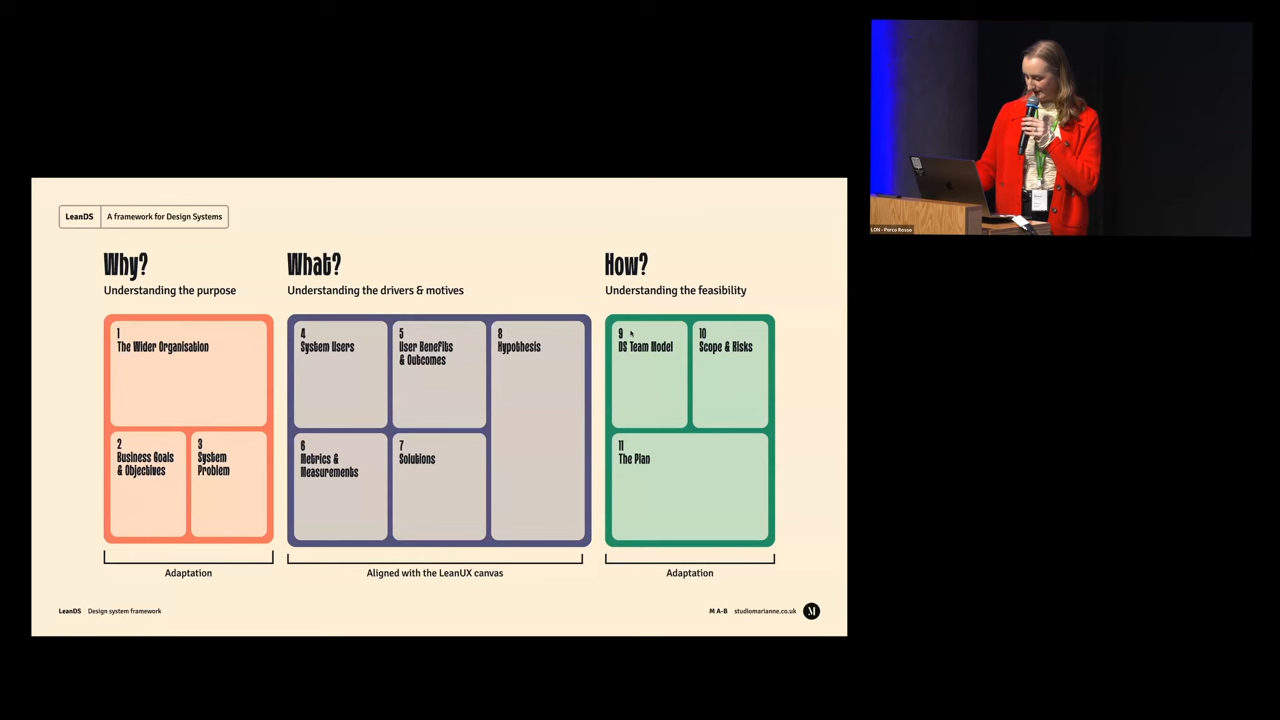 LeanDS
A framework for Design Systems
Why?
Understanding the purpose
1
The Wider Organisation
2
Business Goals
& Objectives
3
System
Problem
Adaptation
What?
Understanding the drivers & motives
4
System Users
5
User Benefits
& Outcomes
8
Hypothesis
6
Metrics &
Measurements
7
Solutions
Aligned with the LeanUX canvas
How?
Understanding the feasibility
9
DS Team Model
10
Scope & Risks
11
The Plan
Adaptation
LeanDS Design system framework
M A-B studiomarianne.co.uk M
LON - Porco Rosso